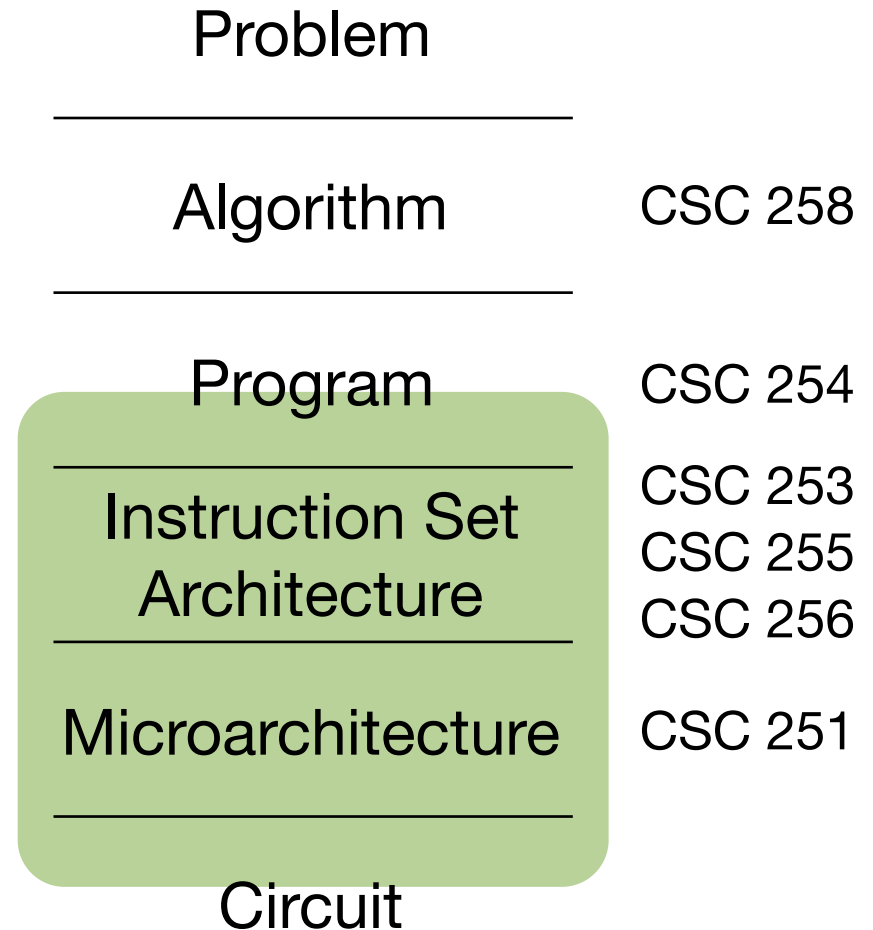 Problem
Algorithm CSC 258
Program CSC 254
CSC 253
Instruction Set
CSC 255
Architecture
CSC 256
Microarchitecture CSC 251
Circuit